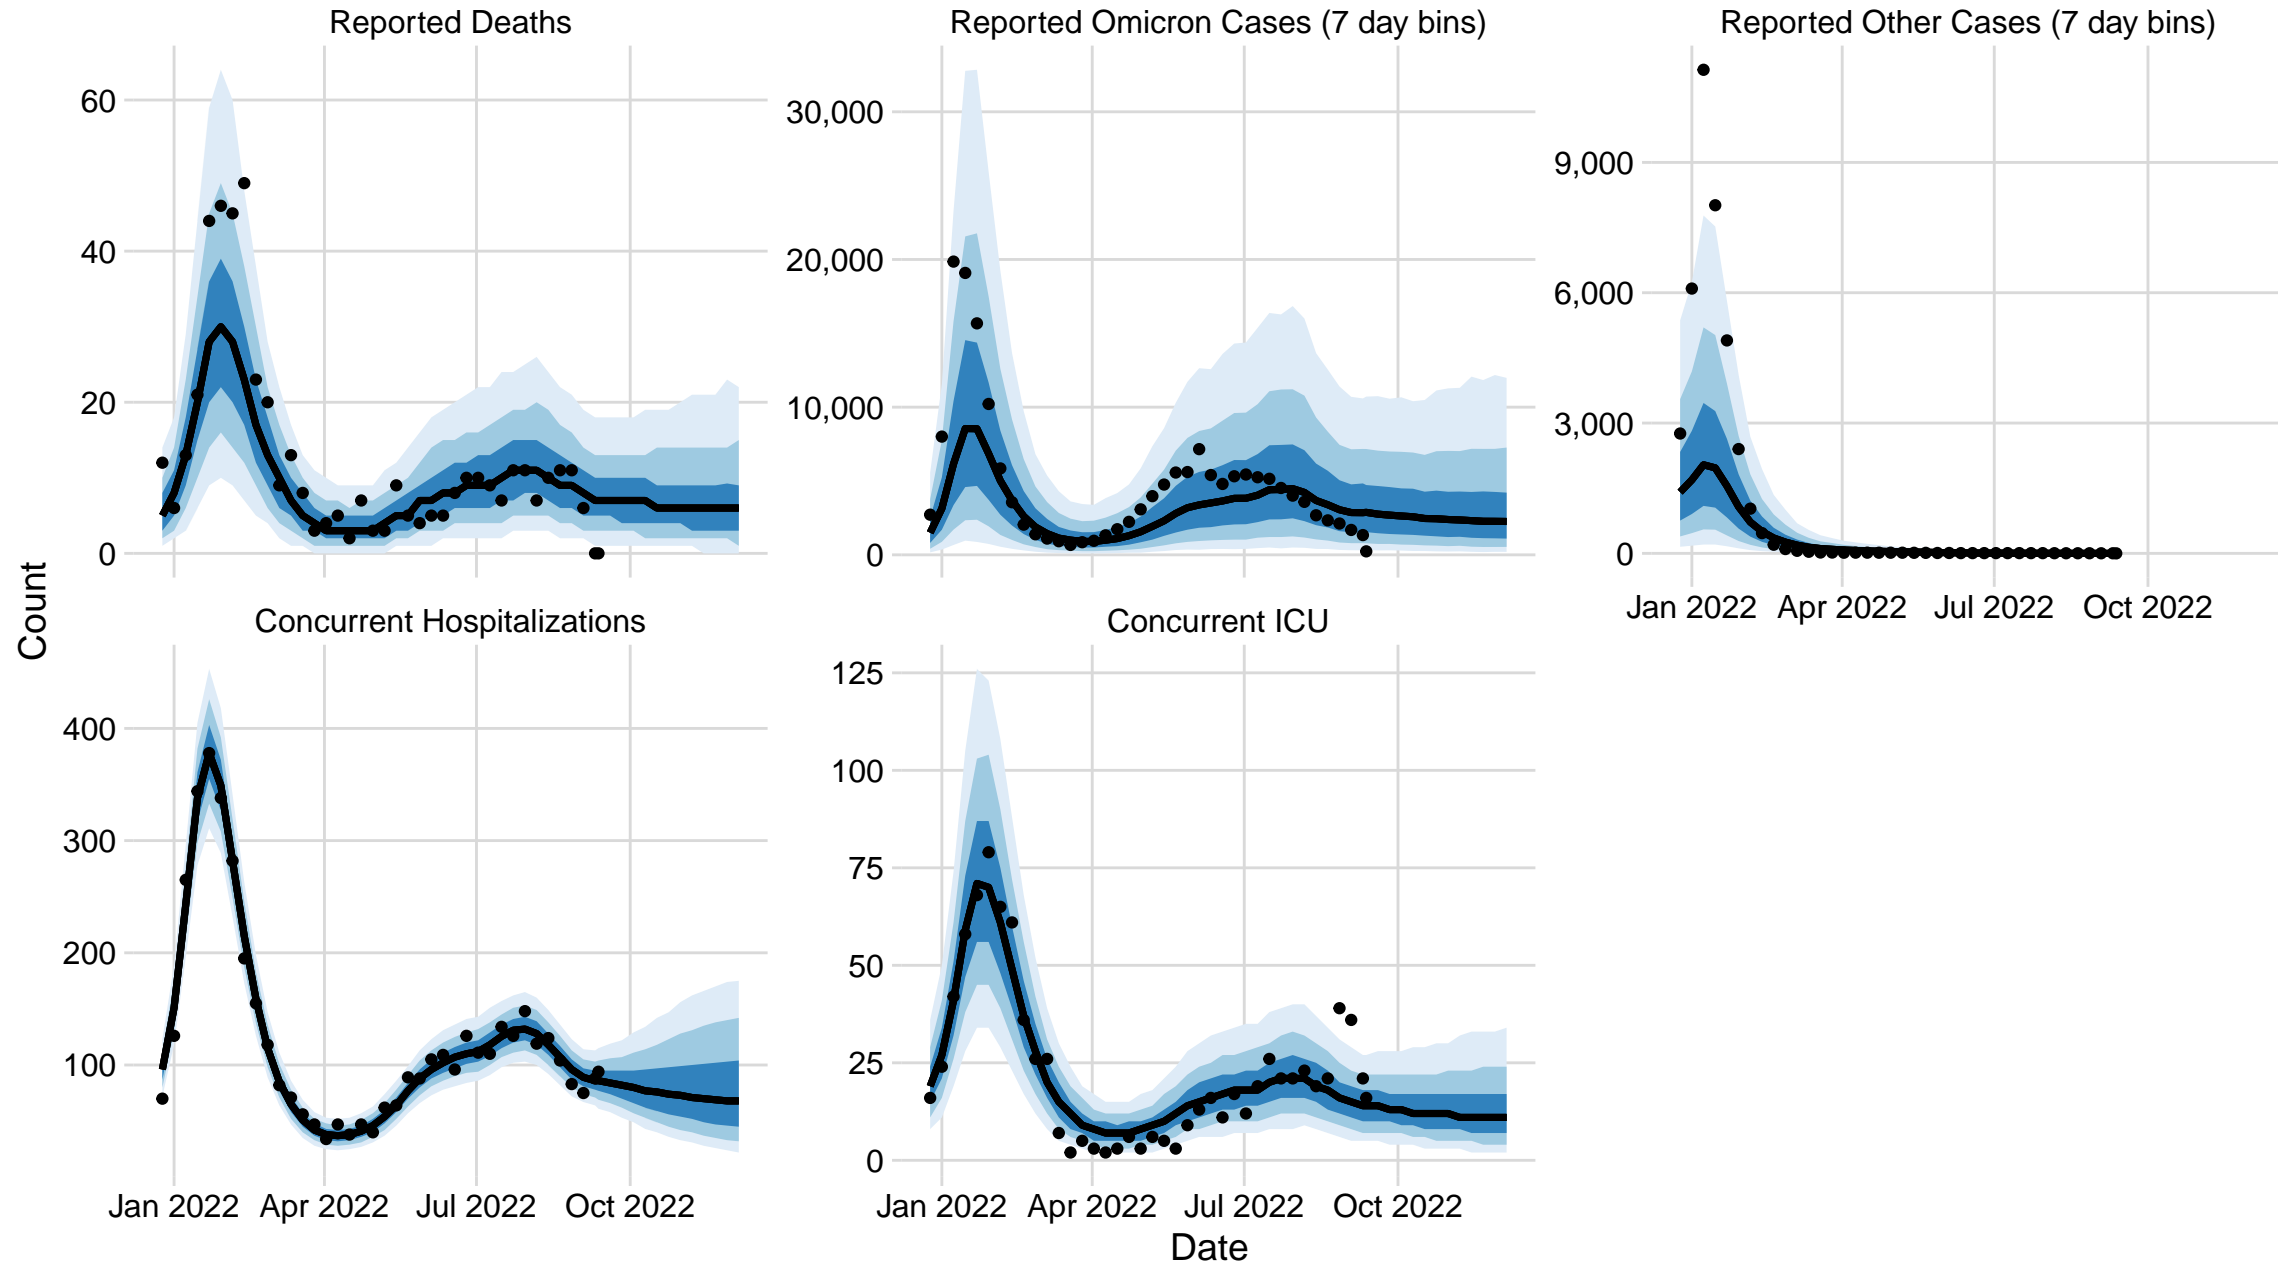 Reported Deaths
Reported Omicron Cases (7 day bins)
Reported Other Cases (7 day bins)
60
40
20
0
30,000
20,000
10,000
0
9,000
6,000
3,000
0
Jan 2022 Apr 2022 Jul 2022 Oct 2022
Count
Concurrent Hospitalizations
Concurrent ICU
400
300
200
100
125
100
75
50
25
0
Jan 2022 Apr 2022 Jul 2022 Oct 2022
Jan 2022 Apr 2022 Jul 2022 Oct 2022
Date